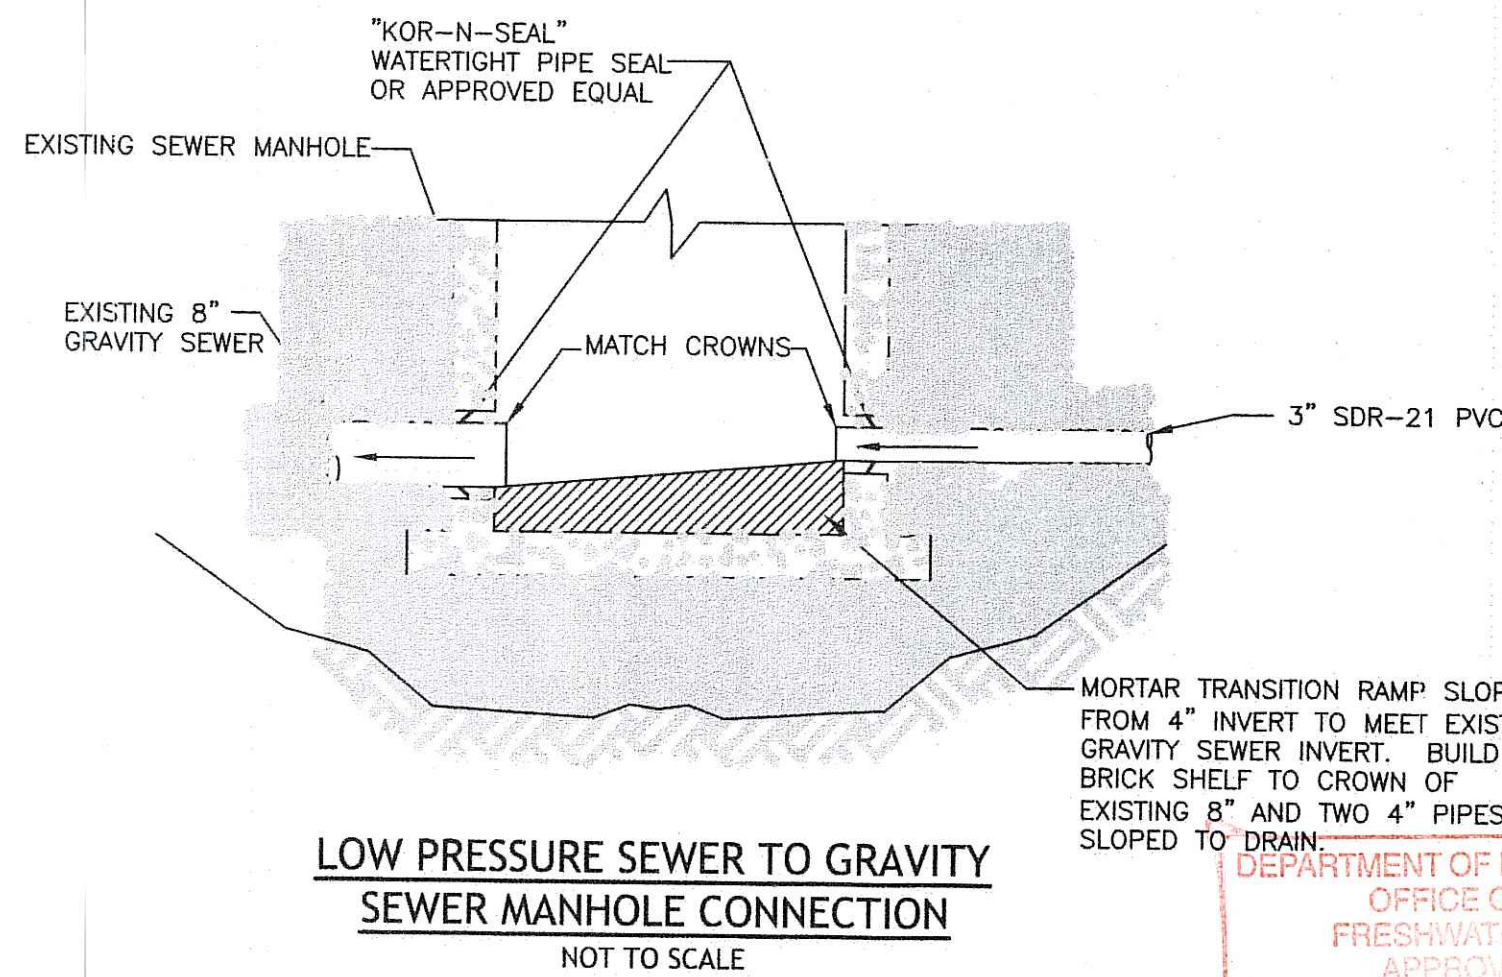 "KOR-N-SEAL"
WATERTIGHT PIPE SEAL
OR APPROVED EQUAL
EXISTING SEWER MANHOLE
EXISTING 8"
GRAVITY SEWER
MATCH CROWNS
3" SDR-21 PVC
MORTAR TRANSITION RAMP
FROM 4" INVERT TO MEET
GRAVITY SEWER INVERT. BUILD
BRICK SHELF TO CROWN OF
EXISTING 8" AND TWO 4" PIPES
SLOPED TO DRAIN.
LOW PRESSURE SEWER TO GRAVITY
SEWER MANHOLE CONNECTION
NOT TO SCALE
DEPARTMENT OF
OFFICE